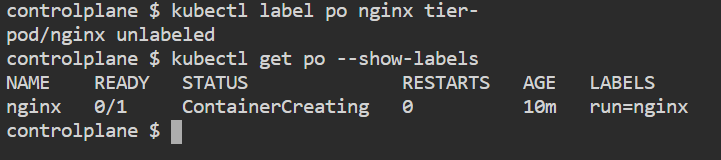 controlplane $ kubectl label po nginx tier-
pod/nginx unlabeled
controlplane $ kubectl get po --show-labels
NAME    READY   STATUS              RESTARTS   AGE   LABELS
nginx   0/1     ContainerCreating   0          10m   run=nginx
controlplane $